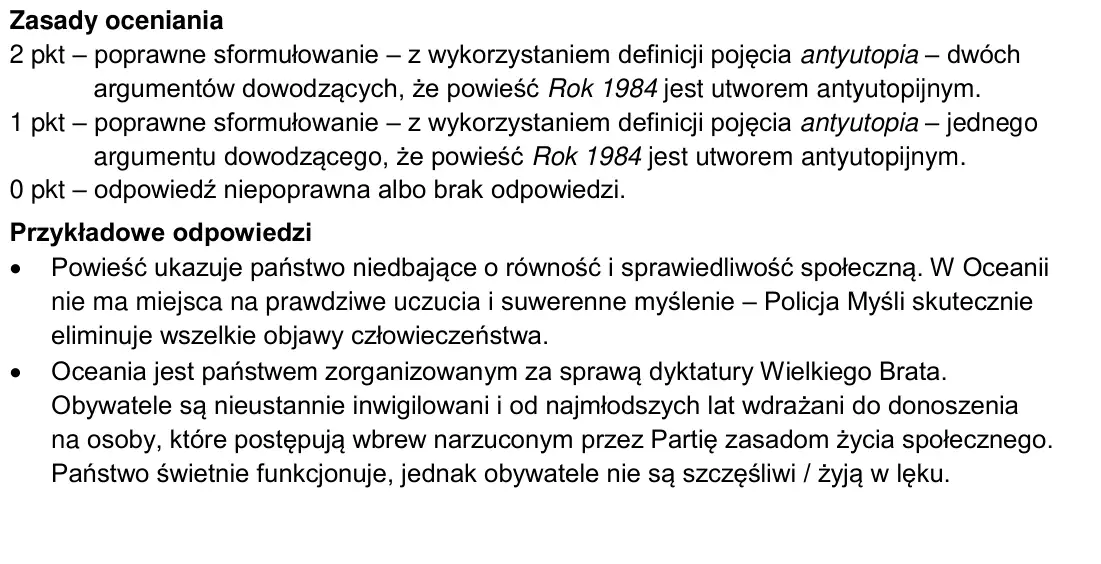 Zasady oceniania
2 pkt – poprawne sformułowanie – z wykorzystaniem definicji pojęcia antyutopia – dwóch
argumentów dowodzących, że powieść Rok 1984 jest utworem antyutopijnym.
1 pkt – poprawne sformułowanie – z wykorzystaniem definicji pojęcia antyutopia – jednego
argumentu dowodzącego, że powieść Rok 1984 jest utworem antyutopijnym.
0 pkt – odpowiedź niepoprawna albo brak odpowiedzi.
Przykładowe odpowiedzi
• Powieść ukazuje państwo niedbające o równość i sprawiedliwość społeczną. W Oceanii
nie ma miejsca na prawdziwe uczucia i suwerenne myślenie – Policja Myśli skutecznie
eliminuje wszelkie objawy człowieczeństwa.
• Oceania jest państwem zorganizowanym za sprawą dyktatury Wielkiego Brata.
Obywatele są nieustannie inwigilowani i od najmłodszych lat wdrażani do donoszenia
na osoby, które postępują wbrew narzuconym przez Partię zasadom życia społecznego.
Państwo świetnie funkcjonuje, jednak obywatele nie są szczęśliwi / żyją w lęku.